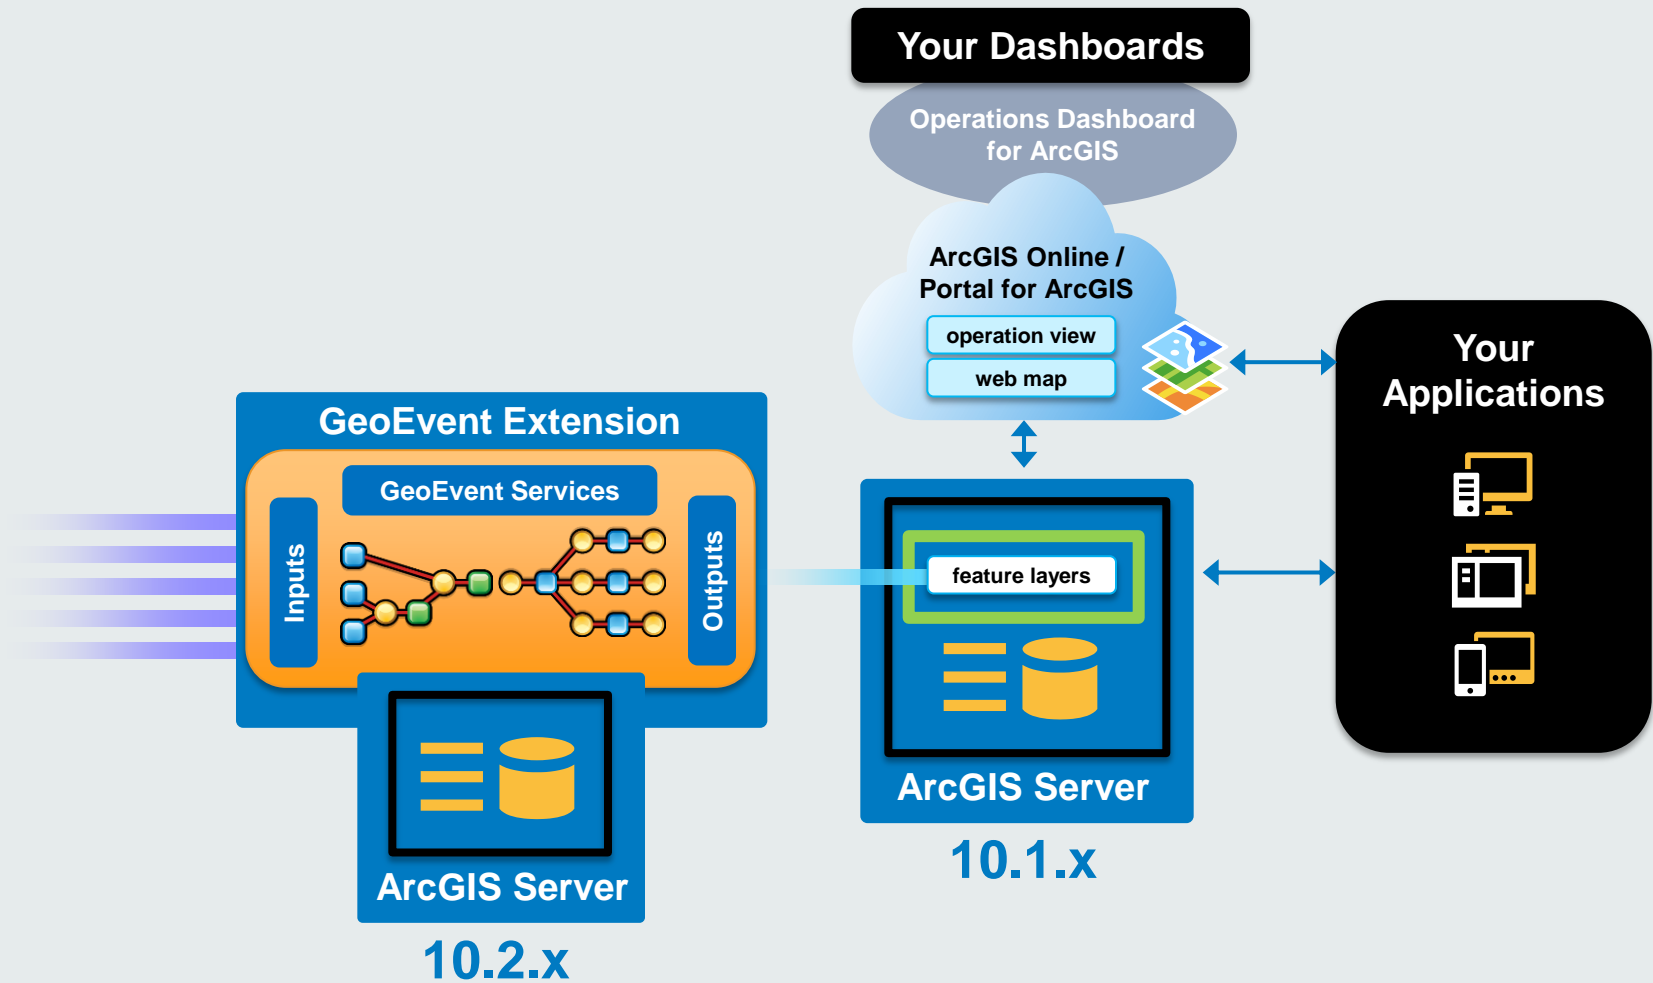 Your Dashboards
Operations Dashboard
for ArcGIS
ArcGIS Online /
Portal for ArcGIS
operation view
web map
Your
Applications
GeoEvent Extension
GeoEvent Services
Inputs
Outputs
feature layers
ArcGIS Server
10.1.x
ArcGIS Server
10.2.x